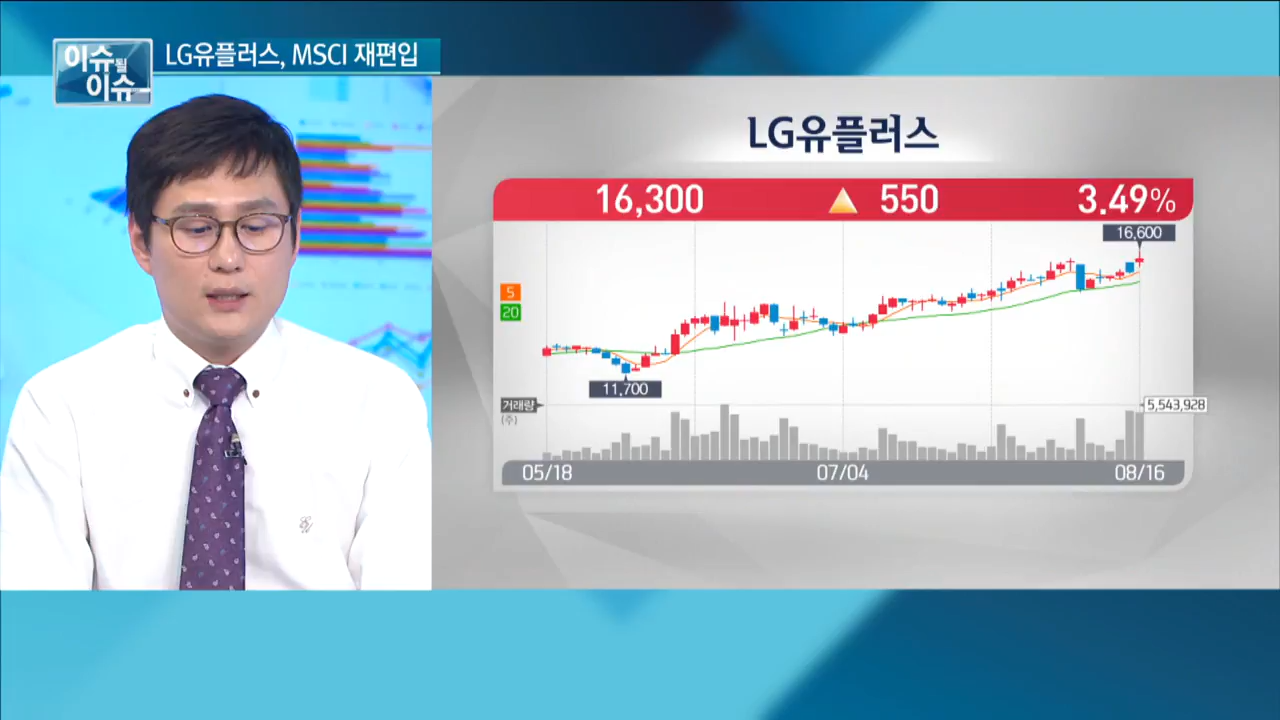 이슈될
이슈
LG유플러스, MSCI 재편입
LG유플러스
16,300 ▲ 550 3.49%
16,600
5
20
11,700
거래량
5,543,928
(주)
05/18 07/04 08/16